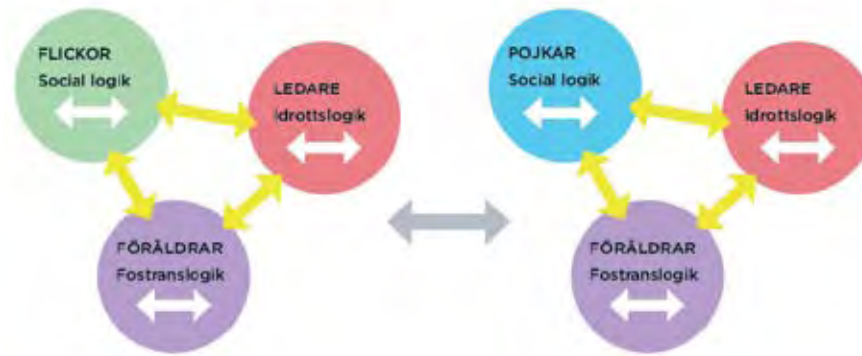 FLICKOR
Social logik
LEDARE
Idrottslogik
FÖRÄLDRAR
Fostranslogik
POJKAR
Social logik
LEDARE
Idrottslogik
FÖRÄLDRAR
Fostranslogik